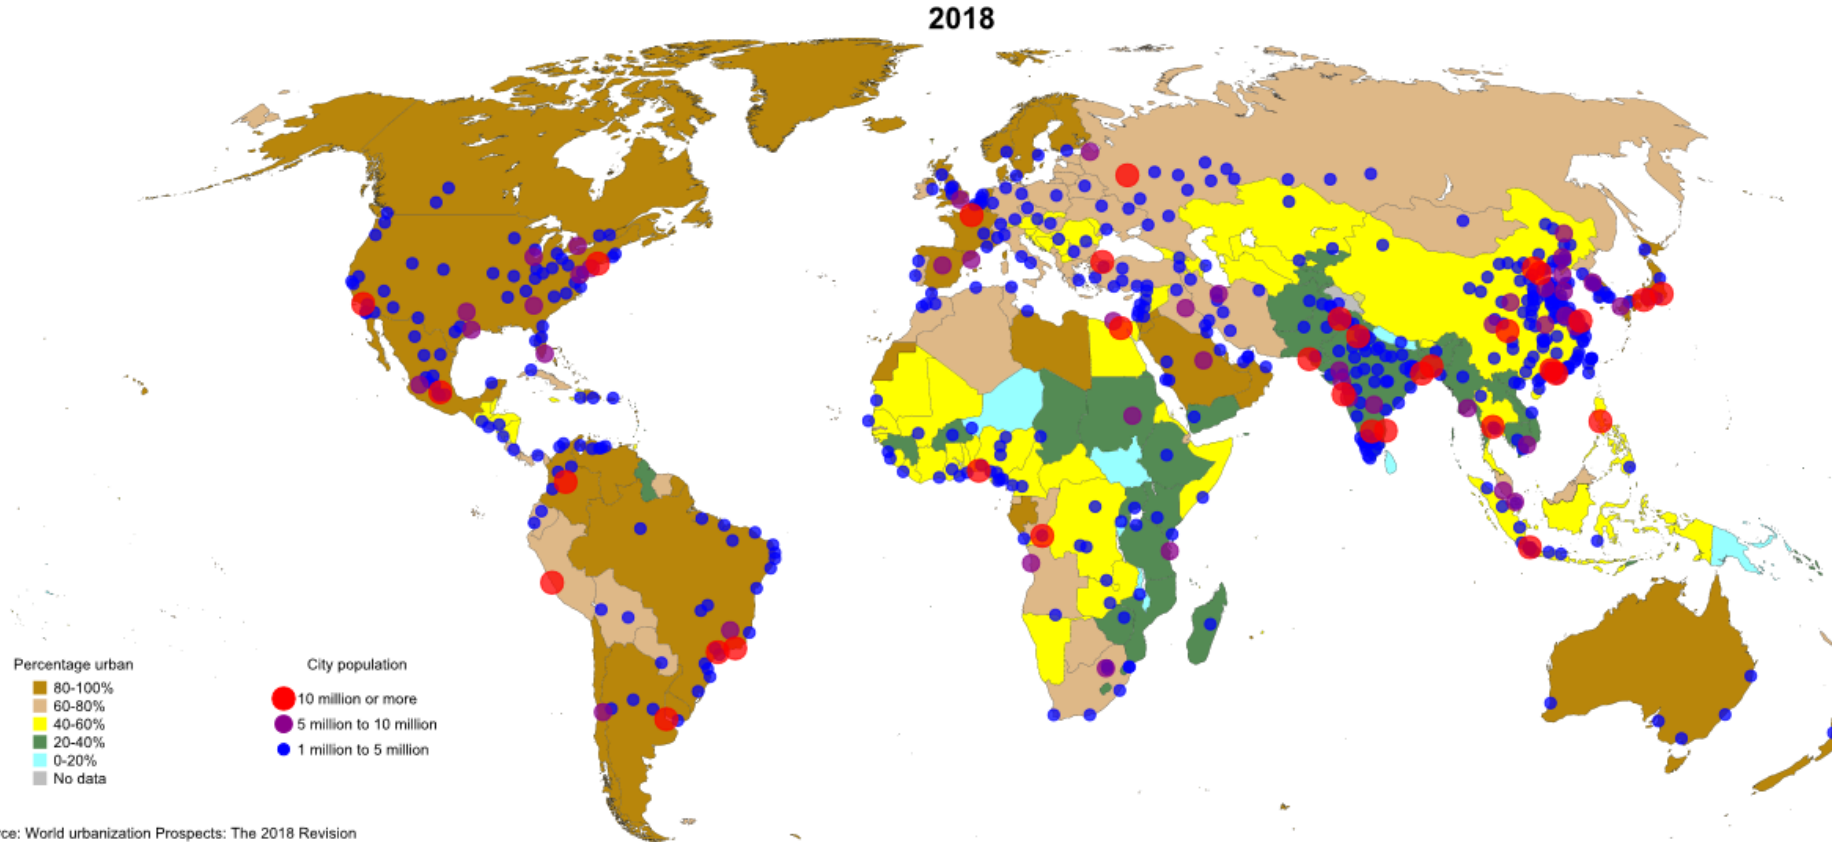 2018
Percentage urban
80-100%
60-80%
40-60%
20-40%
0-20%
No data
City population
10 million or more
5 million to 10 million
1 million to 5 million
rce: World urbanization Prospects: The 2018 Revision